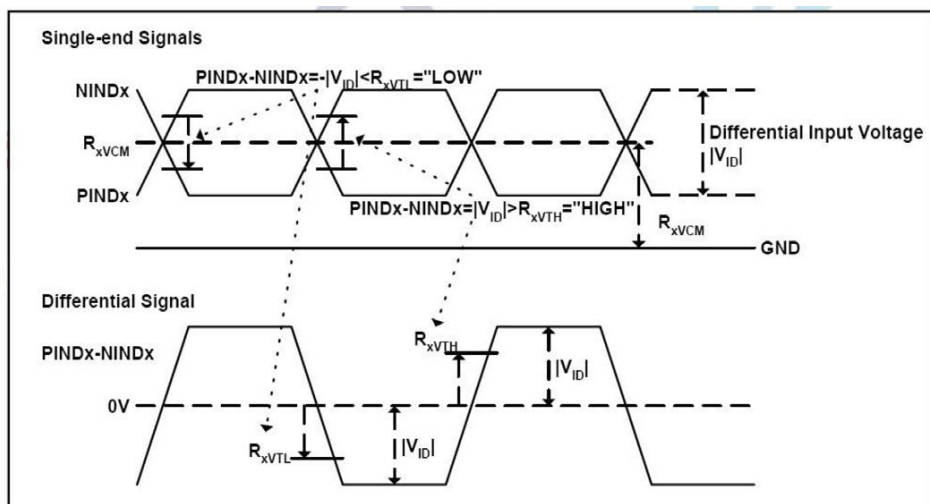 Single-end Signals
PINDx-NINDx=-|VID|<RxVTL="LOW"
NINDx
RxVCM
Differential Input Voltage
|VID|
PINDx
PINDx-NINDx=|VID|>RxVTH="HIGH"
RxVCM
GND
Differential Signal
PINDx-NINDx
RxVTH
|VID|
0V
RxVTL
|VID|